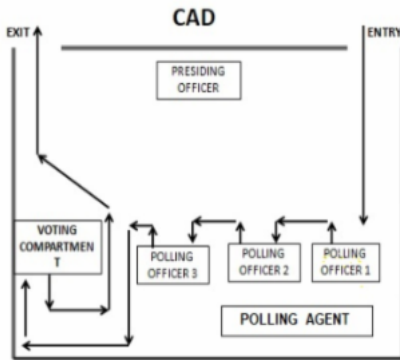 CAD
EXIT
ENTRY
PRESIDING
OFFICER
VOTING
COMPARTMEN
T
POLLING
OFFICER 3
POLLING
OFFICER 2
POLLING
OFFICER 1
POLLING AGENT